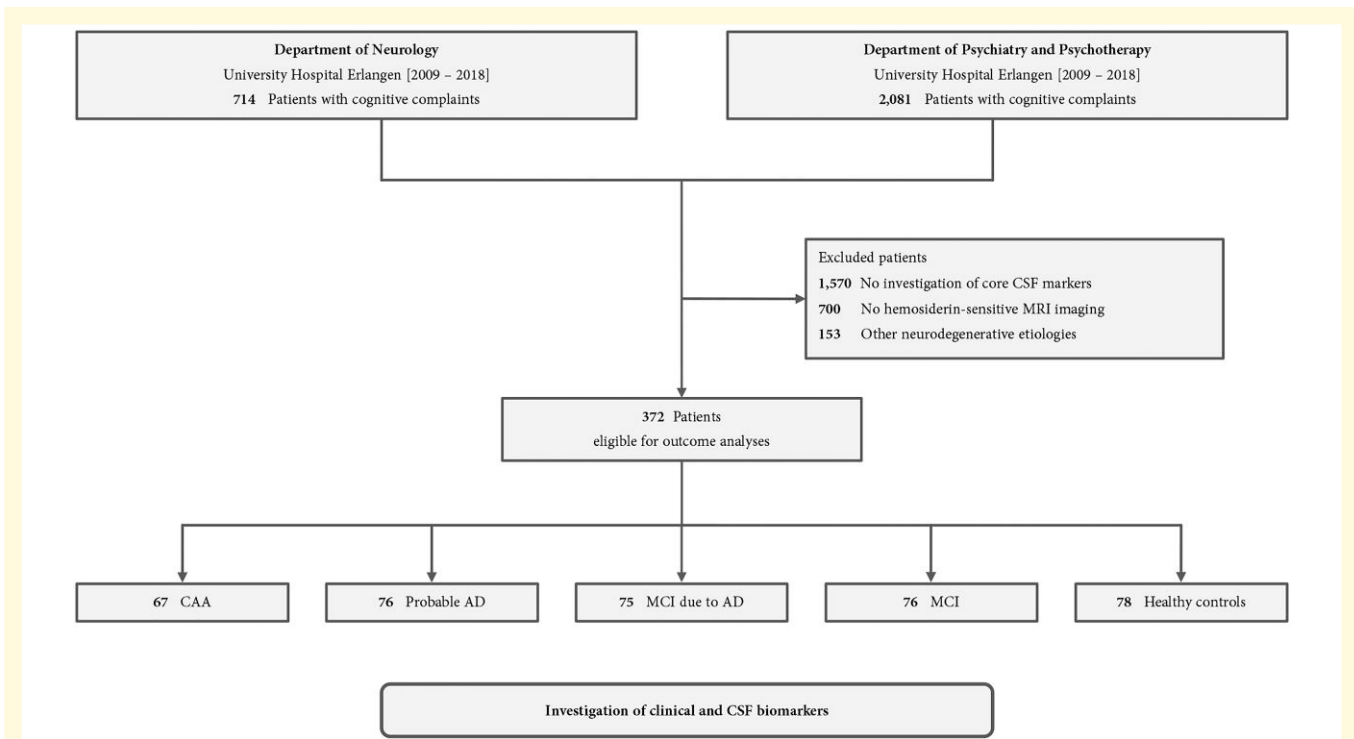 Department of Neurology
University Hospital Erlangen [2009 – 2018]
714 Patients with cognitive complaints
Department of Psychiatry and Psychotherapy
University Hospital Erlangen [2009 – 2018]
2,081 Patients with cognitive complaints
Excluded patients
1,570 No investigation of core CSF markers
700 No hemosiderin-sensitive MRI imaging
153 Other neurodegenerative etiologies
372 Patients
eligible for outcome analyses
67 CAA
76 Probable AD
75 MCI due to AD
76 MCI
78 Healthy controls
Investigation of clinical and CSF biomarkers